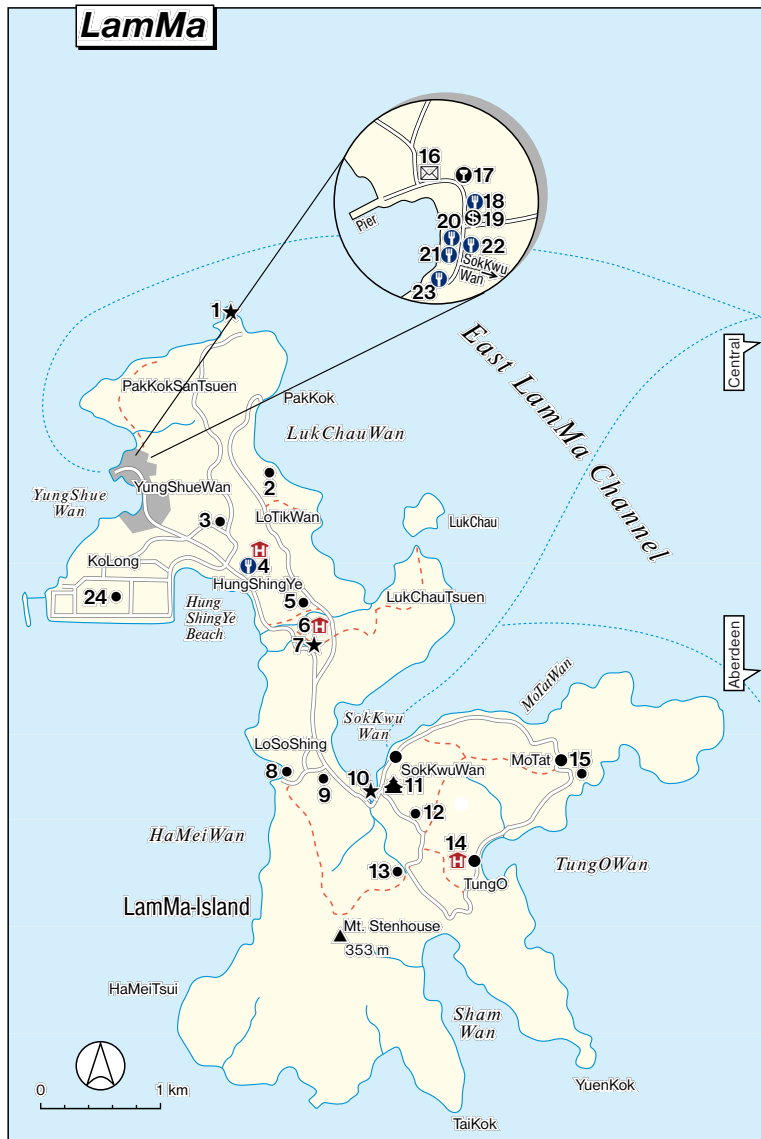 LamMa
16
17
18
Pier
20
19
21
22
SokKwu
Wan
23
1
East LamMa Channel
Central
PakKokSanTsuen
PakKok
LukChauWan
YungShue
Wan
YungShueWan
2
3
LoTikWan
LukChau
KoLong
4
HungShingYe
24
Hung
ShingYe
Beach
5
LukChauTsuen
6
7
Aberdeen
MoTatWan
SokKwu
Wan
LoSoShing
MoTat
15
8
9
10
SokKwuWan
11
12
HaMeiWan
14
13
TungO
TungOWan
LamMa-Island
Mt. Stenhouse
353 m
HaMeiTsui
Sham
Wan
0
1 km
YuenKok
TaiKok